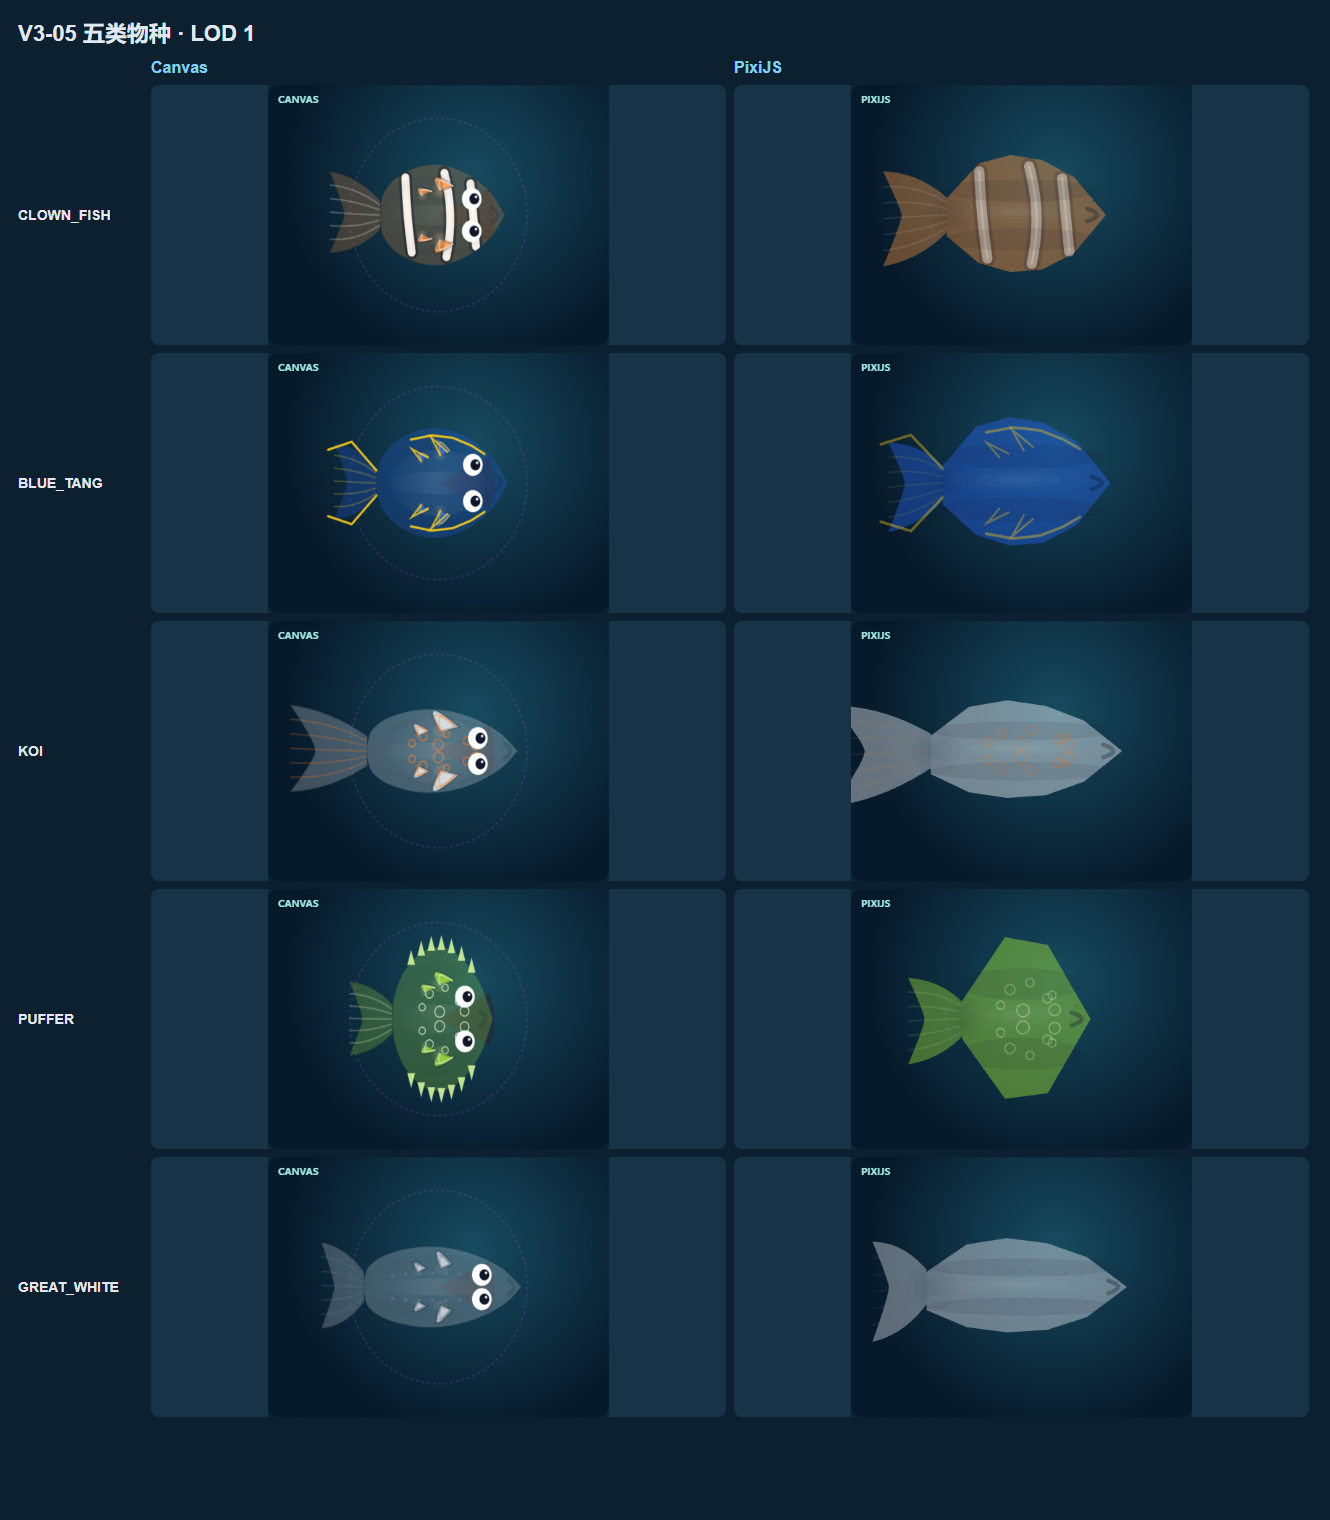 V3-05 五类物种 · LOD 1
Canvas PixiJS
CANVAS PIXIJS
CLOWN_FISH
CANVAS PIXIJS
BLUE_TANG
CANVAS PIXIJS
KOI
CANVAS PIXIJS
PUFFER
CANVAS PIXIJS
GREAT_WHITE